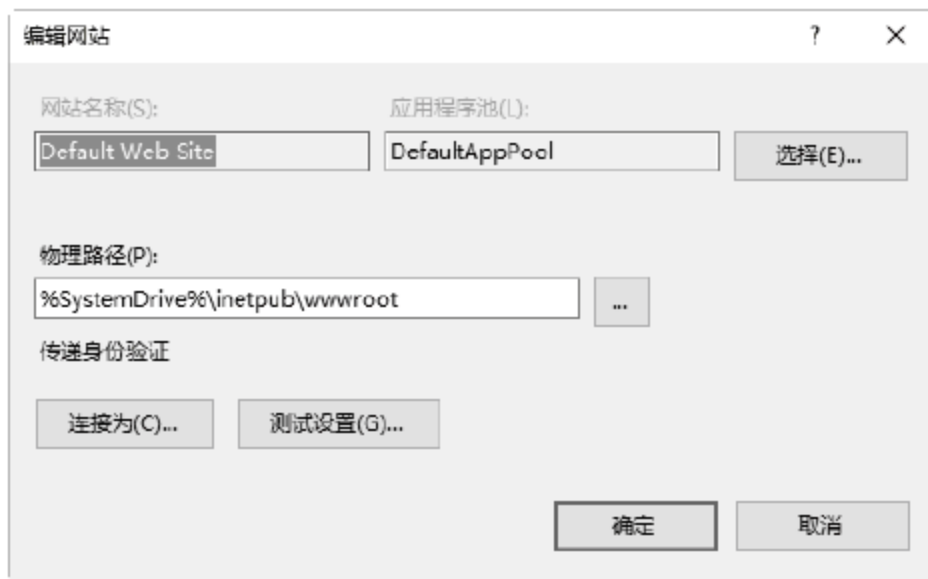 编辑网站
?
×
网站名称(S):
应用程序池(L):
Default Web Site
DefaultAppPool
选择(E)...
物理路径(P):
%SystemDrive%\inetpub\wwwroot
...
传递身份验证
连接为(C)...
测试设置(G)...
确定
取消